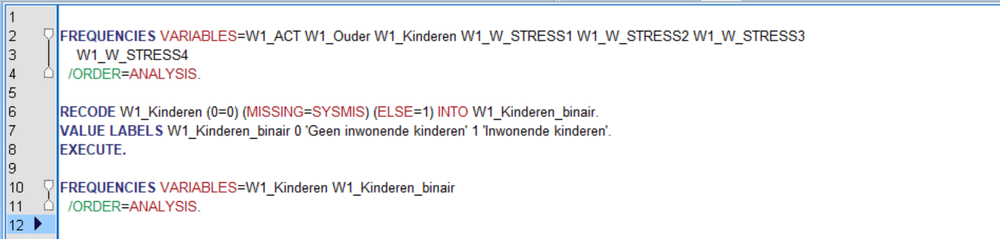 1
2 FREQUENCIES VARIABLES=W1_ACT W1_Ouder W1_Kinderen W1_W_STRESS1 W1_W_STRESS2 W1_W_STRESS3
3 W1_W_STRESS4
4 /ORDER=ANALYSIS.
5
6 RECODE W1_Kinderen (0=0) (MISSING=SYSMIS) (ELSE=1) INTO W1_Kinderen_binair.
7 VALUE LABELS W1_Kinderen_binair 0 'Geen inwonende kinderen' 1 'Inwonende kinderen'.
8 EXECUTE.
9
10 FREQUENCIES VARIABLES=W1_Kinderen W1_Kinderen_binair
11 /ORDER=ANALYSIS.
12